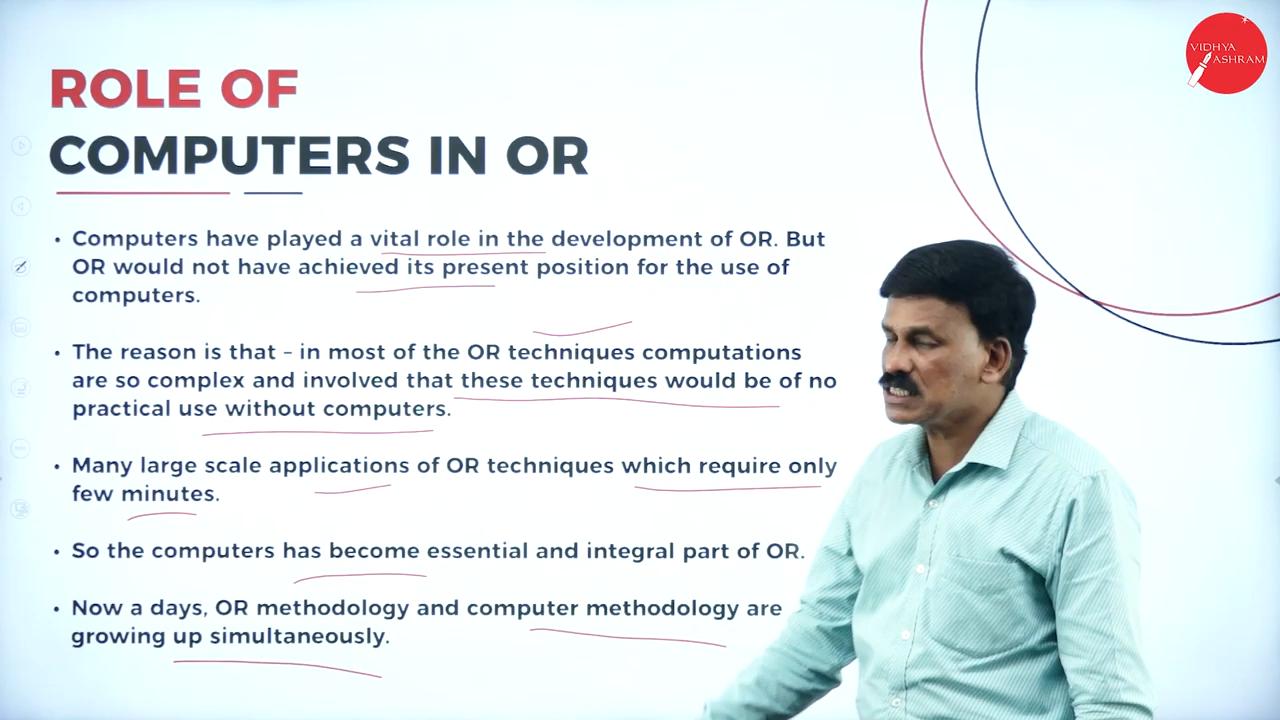 VIDHYA
ASHRAM
ROLE OF
COMPUTERS IN OR
• Computers have played a vital role in the development of OR. But
OR would not have achieved its present position for the use of
computers.
• The reason is that – in most of the OR techniques computations
are so complex and involved that these techniques would be of no
practical use without computers.
• Many large scale applications of OR techniques which require only
few minutes.
• So the computers has become essential and integral part of OR.
• Now a days, OR methodology and computer methodology are
growing up simultaneously.